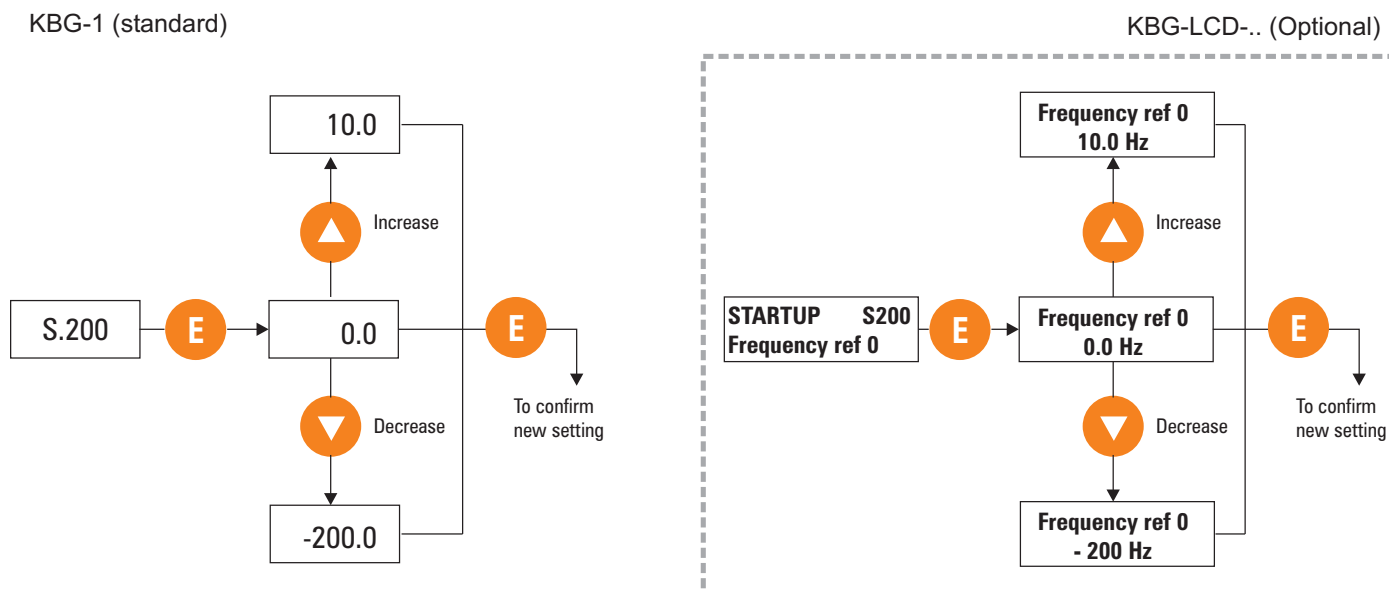 KBG-1 (standard)
10.0
Increase
S.200
E
0.0
E
Decrease
To confirm
new setting
-200.0
KBG-LCD-.. (Optional)
Frequency ref 0
10.0 Hz
Increase
STARTUP S200
Frequency ref 0
E
Frequency ref 0
0.0 Hz
E
Decrease
To confirm
new setting
Frequency ref 0
- 200 Hz